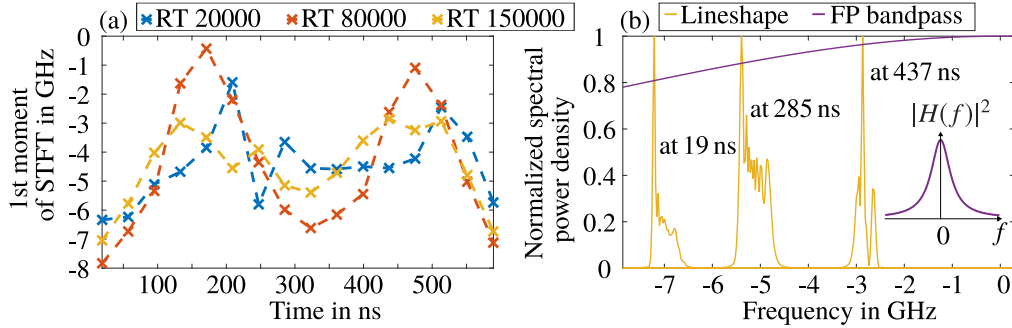 (a) RT 20000 RT 80000 RT 150000
0
-1
-2
-3
-4
-5
-6
-7
-8
1st moment
of STFT in GHz
100 200 300 400 500
Time in ns
(b) Lineshape FP bandpass
1
0.8
0.6
0.4
0.2
0
Normalized spectral
power density
at 19 ns
at 285 ns
at 437 ns
|H(f)|²
0 f
-7 -6 -5 -4 -3 -2 -1 0
Frequency in GHz